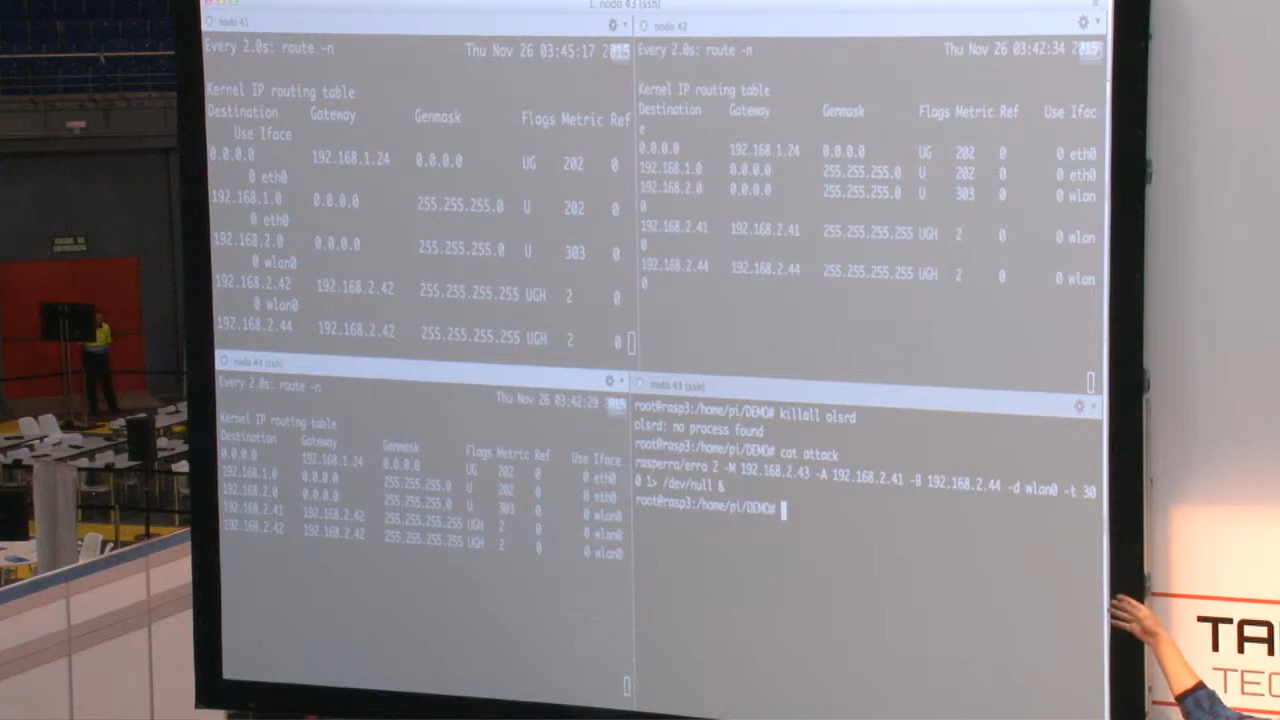 1. nodo 43 (ssh)
nodo 41
Every 2.0s: route -n Thu Nov 26 03:45:17 2015
Kernel IP routing table
Destination Gateway Genmask Flags Metric Ref
Use Iface
0.0.0.0 192.168.1.24 0.0.0.0 UG 202 0
0 eth0
192.168.1.0 0.0.0.0 255.255.255.0 U 202 0
0 eth0
192.168.2.0 0.0.0.0 255.255.255.0 U 303 0
0 wlan0
192.168.2.42 192.168.2.42 255.255.255.255 UGH 2 0
0 wlan0
192.168.2.44 192.168.2.42 255.255.255.255 UGH 2 0
nodo 42
Every 2.0s: route -n Thu Nov 26 03:42:34 2015
Kernel IP routing table
Destination Gateway Genmask Flags Metric Ref Use Ifac
e
0.0.0.0 192.168.1.24 0.0.0.0 UG 202 0 0 eth0
192.168.1.0 0.0.0.0 255.255.255.0 U 202 0 0 eth0
192.168.2.0 0.0.0.0 255.255.255.0 U 303 0 0 wlan
0
192.168.2.41 192.168.2.41 255.255.255.255 UGH 2 0 0 wlan
0
192.168.2.44 192.168.2.44 255.255.255.255 UGH 2 0 0 wlan
0
nodo 44 (ssh)
Every 2.0s: route -n Thu Nov 26 03:42:29 2015
Kernel IP routing table
Destination Gateway Genmask Flags Metric Ref Use Iface
0.0.0.0 192.168.1.24 0.0.0.0 UG 202 0 0 eth0
192.168.1.0 0.0.0.0 255.255.255.0 U 202 0 0 eth0
192.168.2.0 0.0.0.0 255.255.255.0 U 303 0 0 wlan0
192.168.2.41 192.168.2.42 255.255.255.255 UGH 2 0 0 wlan0
192.168.2.42 192.168.2.42 255.255.255.255 UGH 2 0 0 wlan0
nodo 43 (ssh)
root@rasp3:/home/pi/DEMO# killall olsrd
olsrd: no process found
root@rasp3:/home/pi/DEMO# cat attack
rasperra/erra 2 -M 192.168.2.43 -A 192.168.2.41 -B 192.168.2.44 -d wlan0 -t 30
0 1> /dev/null &
root@rasp3:/home/pi/DEMO#
TA
TEC